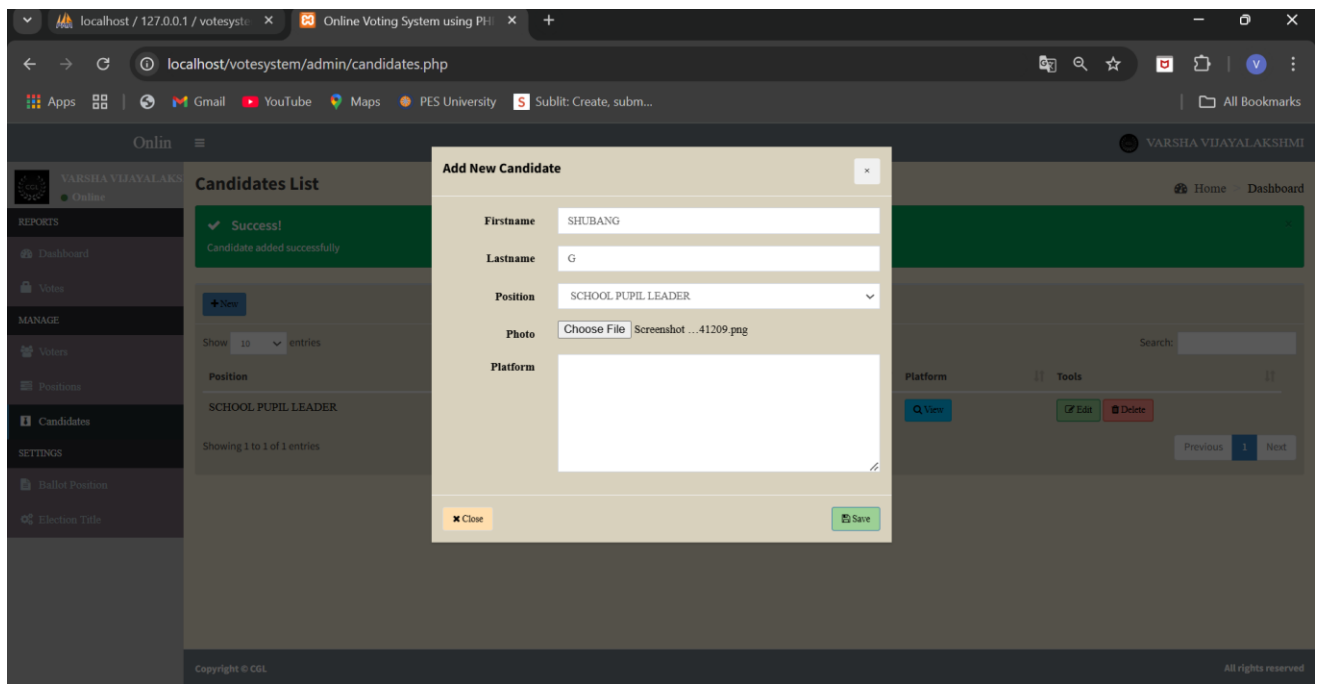 localhost / 127.0.0.1 / votesyste
Online Voting System using PH
localhost/votesystem/admin/candidates.php
V
Apps
Gmail
YouTube
Maps
PES University
S Sublit: Create, subm...
All Bookmarks
Onlin
VARSHA VIJAYALAKSHMI
CGL
VARSHA VIJAYALAKS
Online
Candidates List
Home > Dashboard
REPORTS
Dashboard
Votes
MANAGE
Voters
Positions
Candidates
SETTINGS
Ballot Position
Election Title
Success!
Candidate added successfully
New
Show 10 entries
Search:
Position
Platform
Tools
SCHOOL PUPIL LEADER
View
Edit
Delete
Showing 1 to 1 of 1 entries
Previous 1 Next
Add New Candidate
×
Firstname SHUBANG
Lastname G
Position SCHOOL PUPIL LEADER
Photo Choose File Screenshot ...41209.png
Platform
Close
Save
Copyright © CGL
All rights reserved